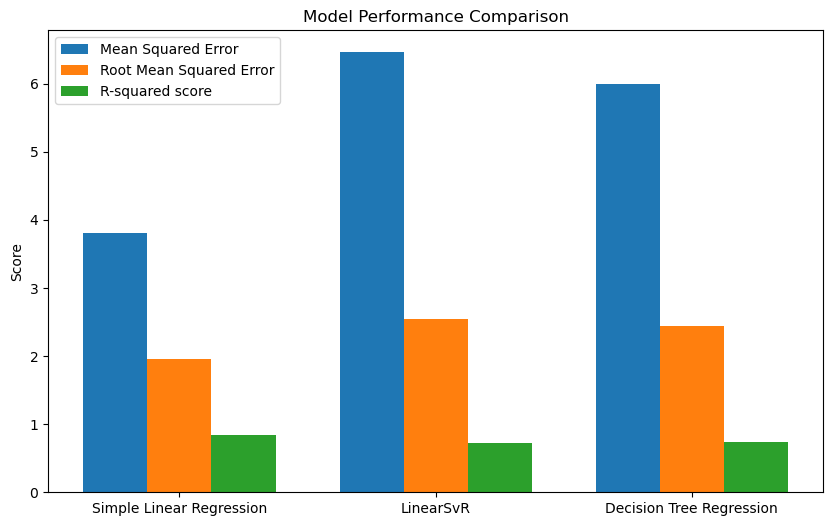 Model Performance Comparison
Mean Squared Error
Root Mean Squared Error
R-squared score
Score
6
5
4
3
2
1
0
Simple Linear Regression
LinearSvR
Decision Tree Regression